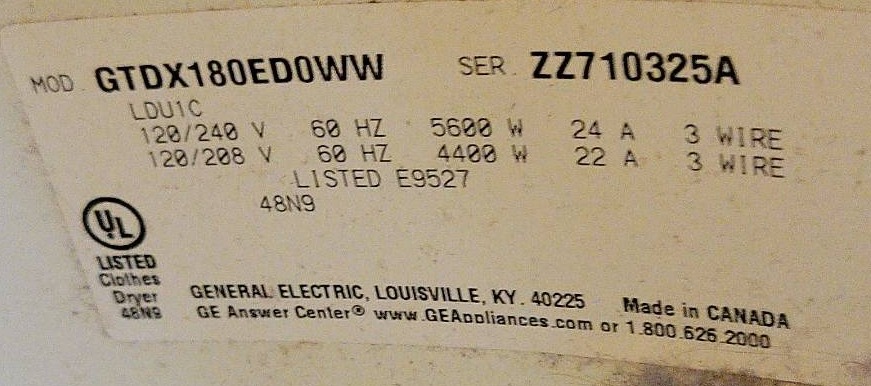 MOD. GTDX180ED0WW SER. ZZ710325A
LDU1C
120/240 V 60 HZ 5600 W 24 A 3 WIRE
120/208 V 60 HZ 4400 W 22 A 3 WIRE
LISTED E9527
48N9
UL
LISTED
Clothes
Dryer
48N9
GENERAL ELECTRIC, LOUISVILLE, KY. 40225 Made in CANADA
GE Answer Center® www.GEAppliances.com or 1.800.626.2000